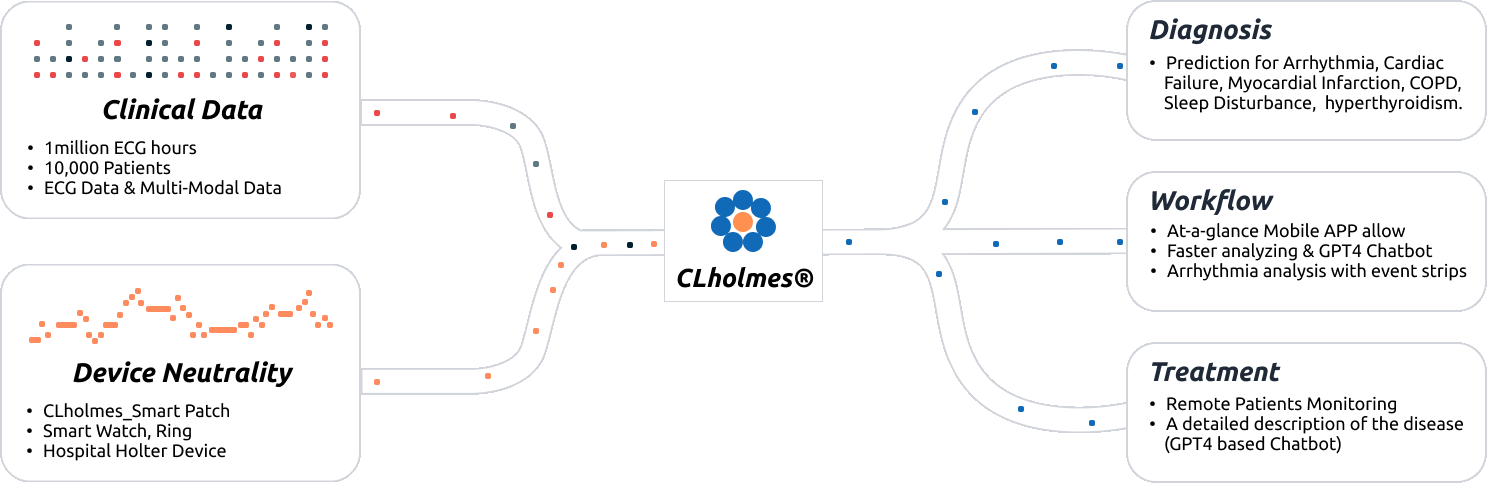 Clinical Data
• 1million ECG hours
• 10,000 Patients
• ECG Data & Multi-Modal Data
Device Neutrality
• CLholmes_Smart Patch
• Smart Watch, Ring
• Hospital Holter Device
CLholmes®
Diagnosis
• Prediction for Arrhythmia, Cardiac
Failure, Myocardial Infarction, COPD,
Sleep Disturbance, hyperthyroidism.
Workflow
• At-a-glance Mobile APP allow
• Faster analyzing & GPT4 Chatbot
• Arrhythmia analysis with event strips
Treatment
• Remote Patients Monitoring
• A detailed description of the disease
(GPT4 based Chatbot)